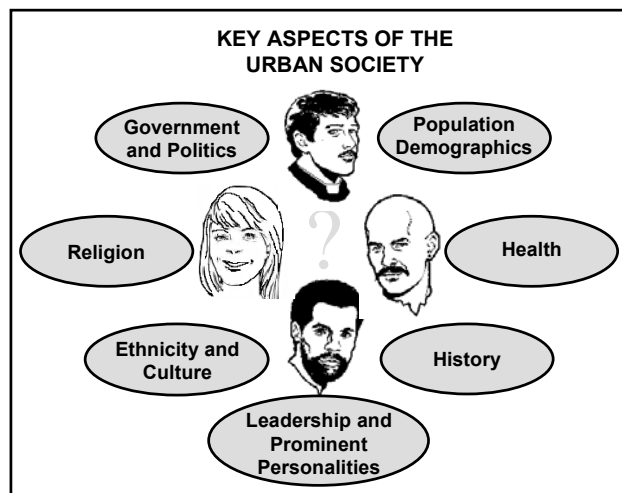 KEY ASPECTS OF THE
URBAN SOCIETY
Government
and Politics
Population
Demographics
Religion
?
Health
Ethnicity and
Culture
History
Leadership and
Prominent
Personalities